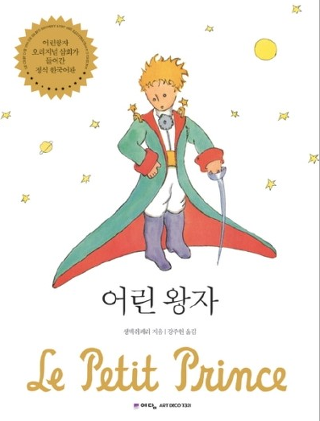 어린왕자
오리지널 삽화가
들어간
정식 한국어판
어린 왕자
생텍쥐페리 지음 | 강주헌 옮김
Le Petit Prince
ART DECO